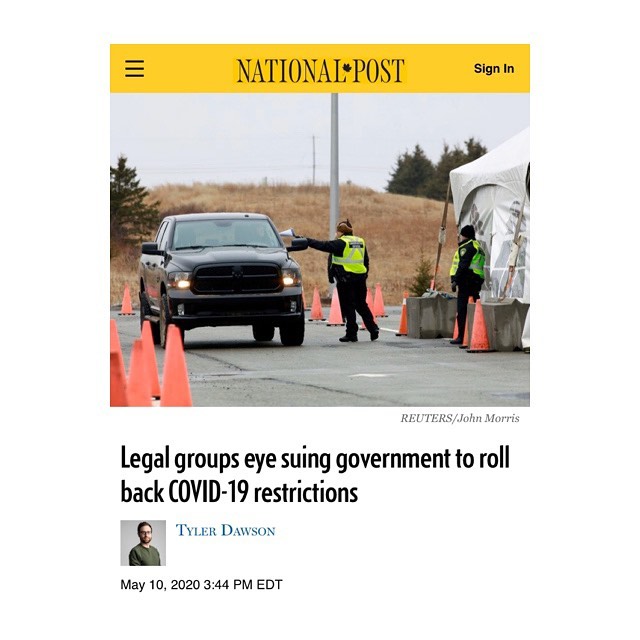 NATIONAL POST
Sign In
REUTERS/John Morris
Legal groups eye suing government to roll
back COVID-19 restrictions
TYLER DAWSON
May 10, 2020 3:44 PM EDT